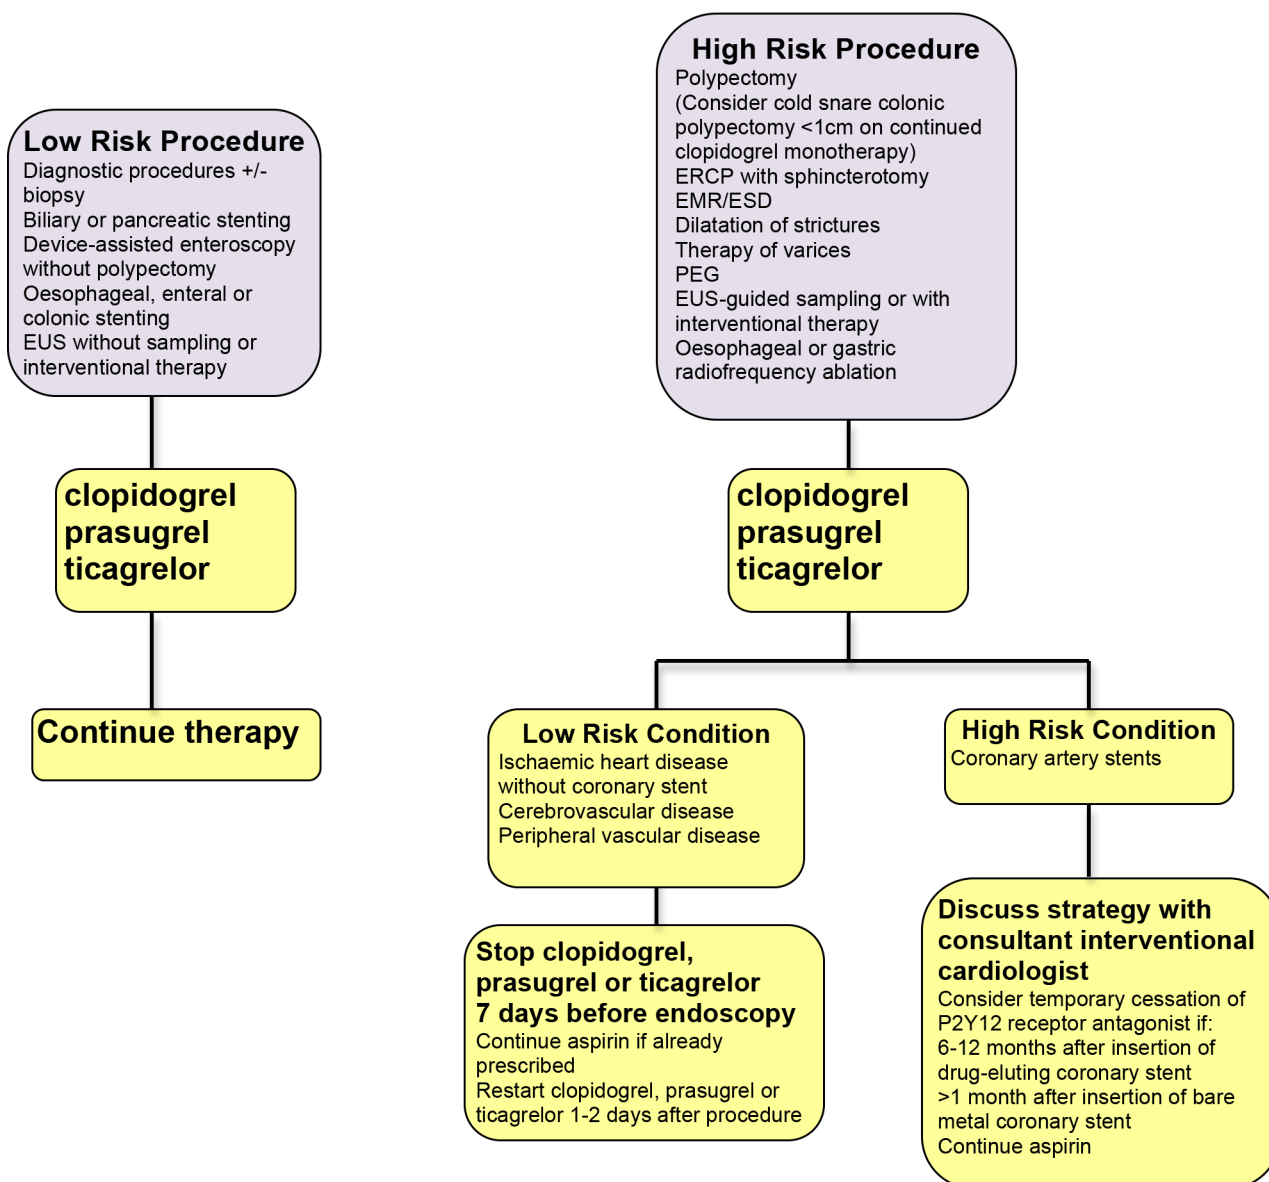 Low Risk Procedure
Diagnostic procedures +/-
biopsy
Biliary or pancreatic stenting
Device-assisted enteroscopy
without polypectomy
Oesophageal, enteral or
colonic stenting
EUS without sampling or
interventional therapy
clopidogrel
prasugrel
ticagrelor
Continue therapy
High Risk Procedure
Polypectomy
(Consider cold snare colonic
polypectomy <1cm on continued
clopidogrel monotherapy)
ERCP with sphincterotomy
EMR/ESD
Dilatation of strictures
Therapy of varices
PEG
EUS-guided sampling or with
interventional therapy
Oesophageal or gastric
radiofrequency ablation
clopidogrel
prasugrel
ticagrelor
Low Risk Condition
Ischaemic heart disease
without coronary stent
Cerebrovascular disease
Peripheral vascular disease
Stop clopidogrel,
prasugrel or ticagrelor
7 days before endoscopy
Continue aspirin if already
prescribed
Restart clopidogrel, prasugrel or
ticagrelor 1-2 days after procedure
High Risk Condition
Coronary artery stents
Discuss strategy with
consultant interventional
cardiologist
Consider temporary cessation of
P2Y12 receptor antagonist if:
6-12 months after insertion of
drug-eluting coronary stent
>1 month after insertion of bare
metal coronary stent
Continue aspirin